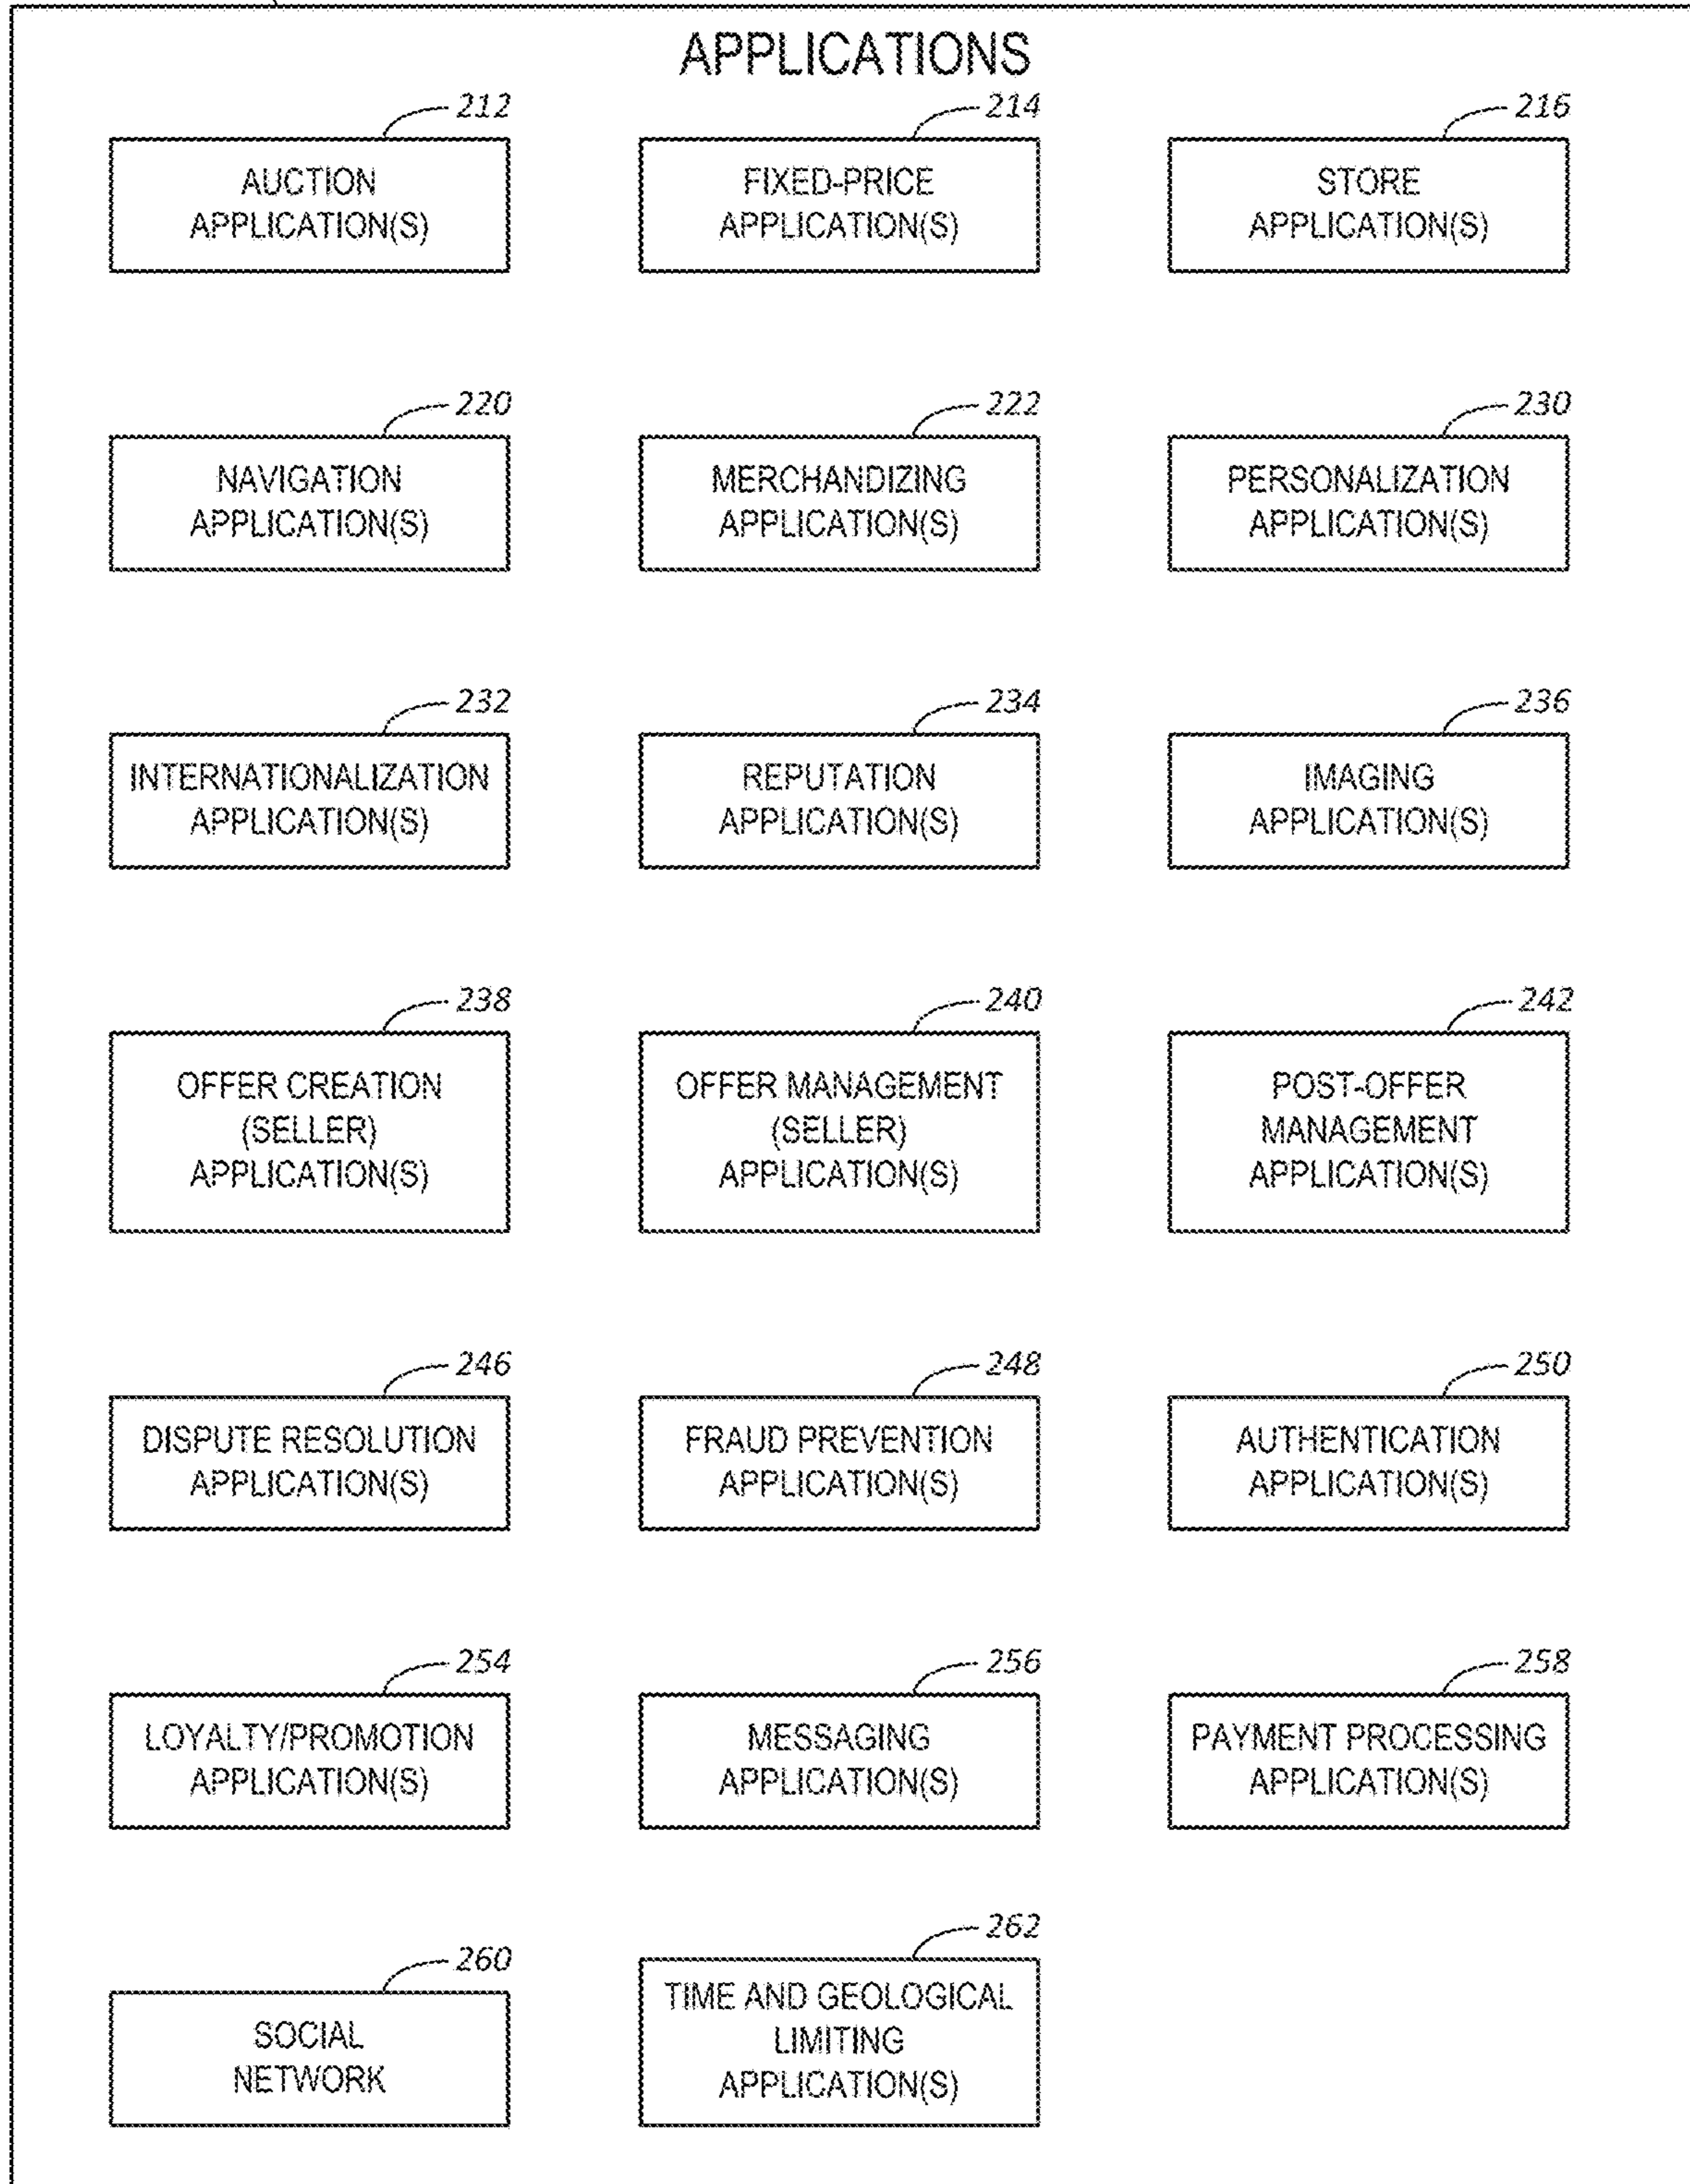 APPLICATIONS
212
AUCTION
APPLICATION(S)
214
FIXED-PRICE
APPLICATION(S)
216
STORE
APPLICATION(S)
220
NAVIGATION
APPLICATION(S)
222
MERCHANDIZING
APPLICATION(S)
230
PERSONALIZATION
APPLICATION(S)
232
INTERNATIONALIZATION
APPLICATION(S)
234
REPUTATION
APPLICATION(S)
236
IMAGING
APPLICATION(S)
238
OFFER CREATION
(SELLER)
APPLICATION(S)
240
OFFER MANAGEMENT
(SELLER)
APPLICATION(S)
242
POST-OFFER
MANAGEMENT
APPLICATION(S)
246
DISPUTE RESOLUTION
APPLICATION(S)
248
FRAUD PREVENTION
APPLICATION(S)
250
AUTHENTICATION
APPLICATION(S)
254
LOYALTY/PROMOTION
APPLICATION(S)
256
MESSAGING
APPLICATION(S)
258
PAYMENT PROCESSING
APPLICATION(S)
260
SOCIAL
NETWORK
262
TIME AND GEOLOGICAL
LIMITING
APPLICATION(S)